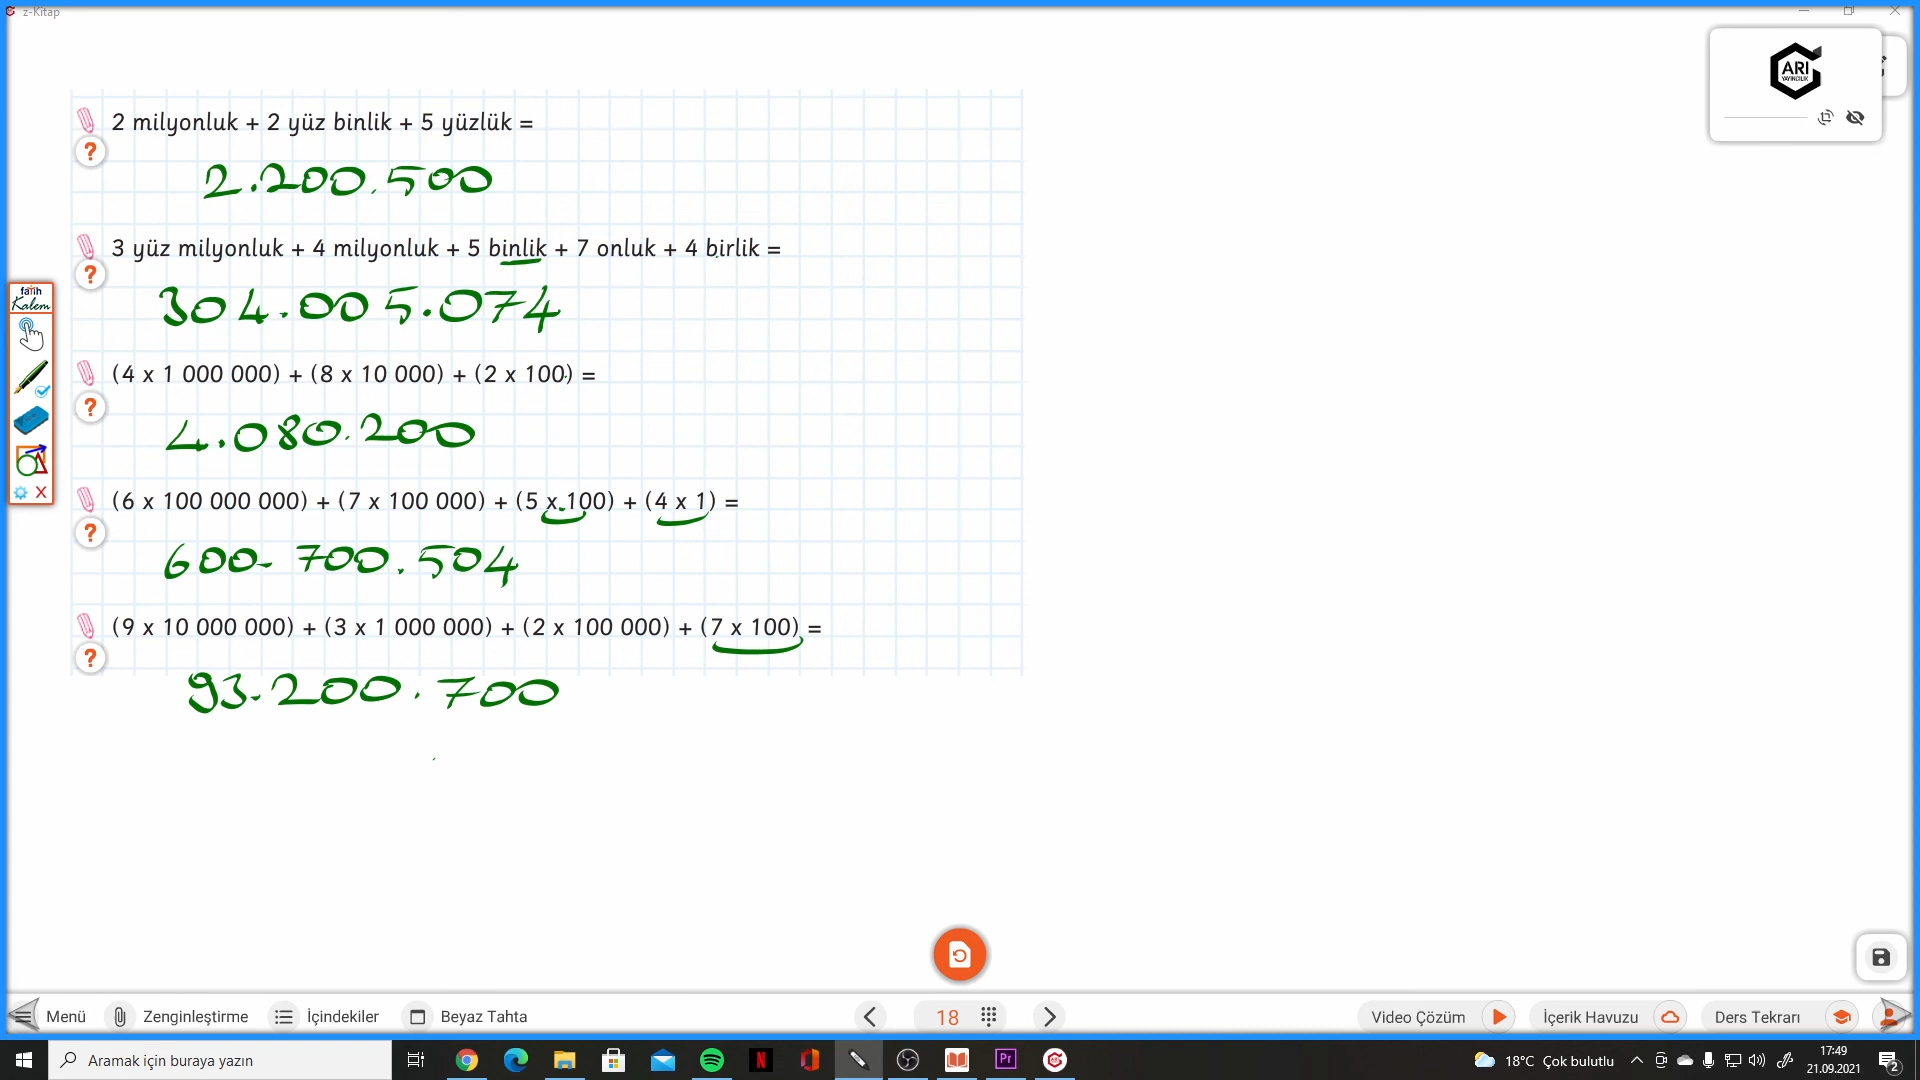 z-Kitap
ARI
YAYINCILIK
2 milyonluk + 2 yüz binlik + 5 yüzlük =
?
2.200.500
3 yüz milyonluk + 4 milyonluk + 5 binlik + 7 onluk + 4 birlik =
?
304.005.074
fatih
Kalem
(4 x 1 000 000) + (8 x 10 000) + (2 x 100) =
?
4.080.200
(6 x 100 000 000) + (7 x 100 000) + (5 x 100) + (4 x 1) =
?
600.700.504
(9 x 10 000 000) + (3 x 1 000 000) + (2 x 100 000) + (7 x 100) =
?
93.200.700
Menü Zenginleştirme İçindekiler Beyaz Tahta 18 Video Çözüm İçerik Havuzu Ders Tekrarı
Aramak için buraya yazın N Pr 18°C Çok bulutlu 17:49
21.09.2021 2